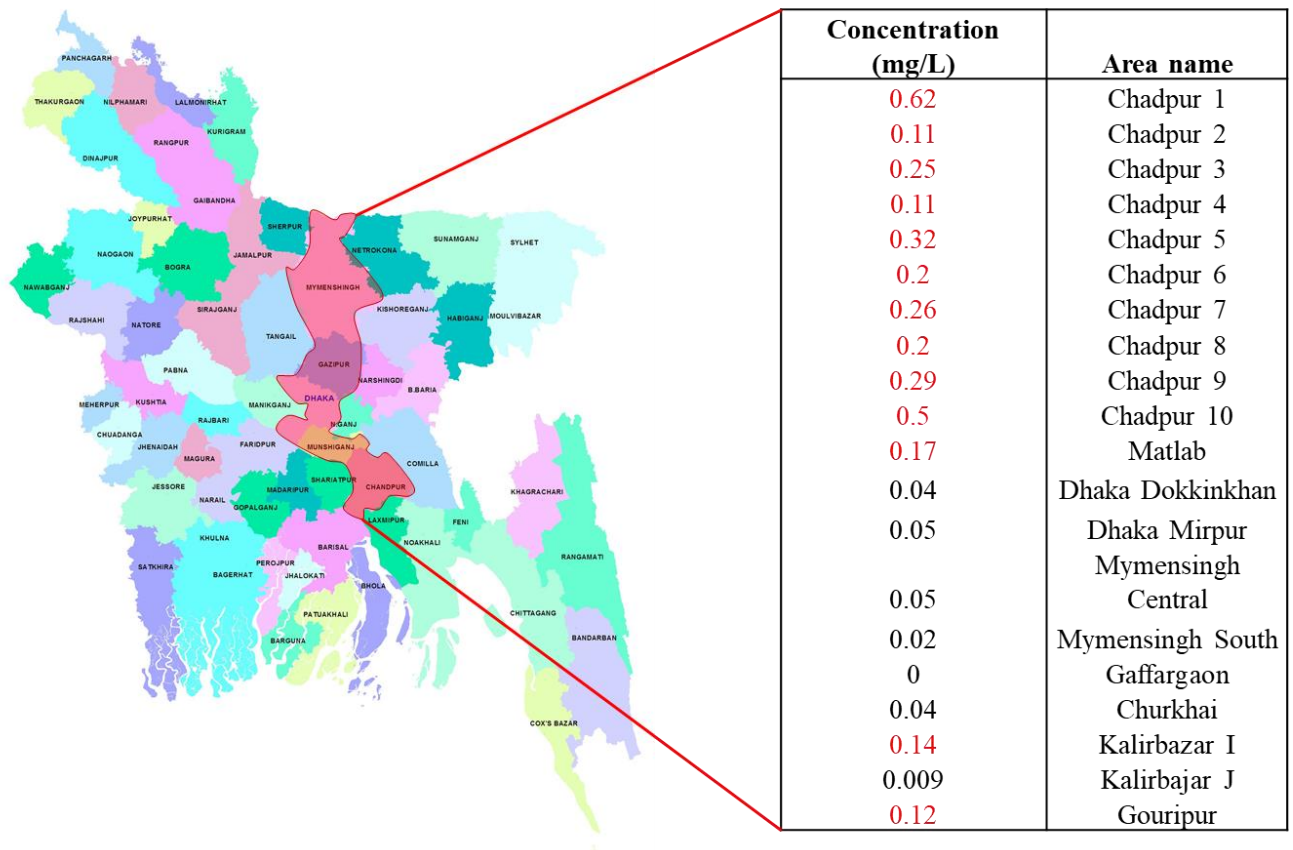 PANCHAGARH
THAKURGAON
NILPHAMARI
LALMONIRHAT
KURIGRAM
RANGPUR
DINAJPUR
GAIBANDHA
JOYPURHAT
SHERPUR
NETROKONA
SUNAMGANJ
SYLHET
NAOGAON
BOGRA
JAMALPUR
NAWABGANJ
MYMENSHINGH
RAJSHAHI
NATORE
SIRAJGANJ
KISHOREGANJ
HABIGANJ
MOULVIBAZAR
TANGAIL
PABNA
GAZIPUR
NARSHINGDI
B.BARIA
MEHERPUR
KUSHTIA
MANIKGANJ
DHAKA
RAJBARI
N.GANJ
CHUADANGA
JHENAIDAH
FARIDPUR
MUNSHIGANJ
MAGURA
COMILLA
JESSORE
NARAIL
MADARIPUR
SHARIATPUR
CHANDPUR
KHAGRACHARI
GOPALGANJ
LAXMIPUR
FENI
KHULNA
NOAKHALI
BARISAL
RANGAMATI
SATKHIRA
BAGERHAT
PEROJPUR
JHALOKATI
BHOLA
PATUAKHALI
CHITTAGANG
BARGUNA
BANDARBAN
COX'S BAZAR
Concentration
(mg/L) Area name
0.62 Chadpur 1
0.11 Chadpur 2
0.25 Chadpur 3
0.11 Chadpur 4
0.32 Chadpur 5
0.2 Chadpur 6
0.26 Chadpur 7
0.2 Chadpur 8
0.29 Chadpur 9
0.5 Chadpur 10
0.17 Matlab
0.04 Dhaka Dokkinkhan
0.05 Dhaka Mirpur
Mymensingh
0.05 Central
0.02 Mymensingh South
0 Gaffargaon
0.04 Churkhai
0.14 Kalirbazar I
0.009 Kalirbajar J
0.12 Gouripur